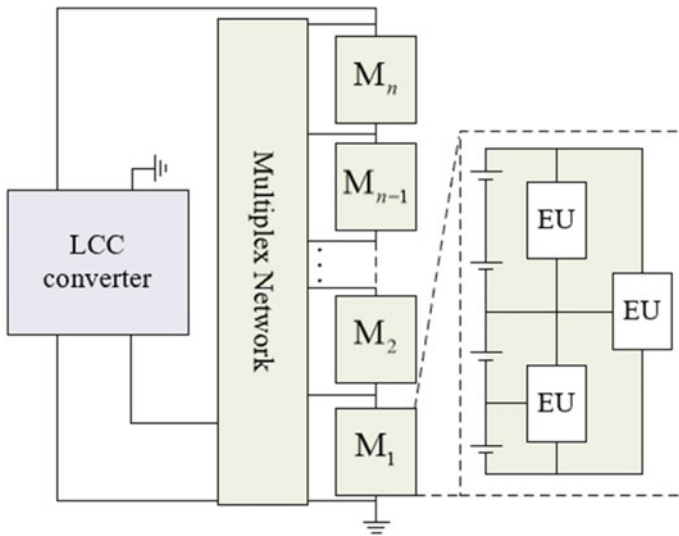 LCC
converter
Multiplex Network
Mₙ
Mₙ₋₁
M₂
M₁
EU
EU
EU